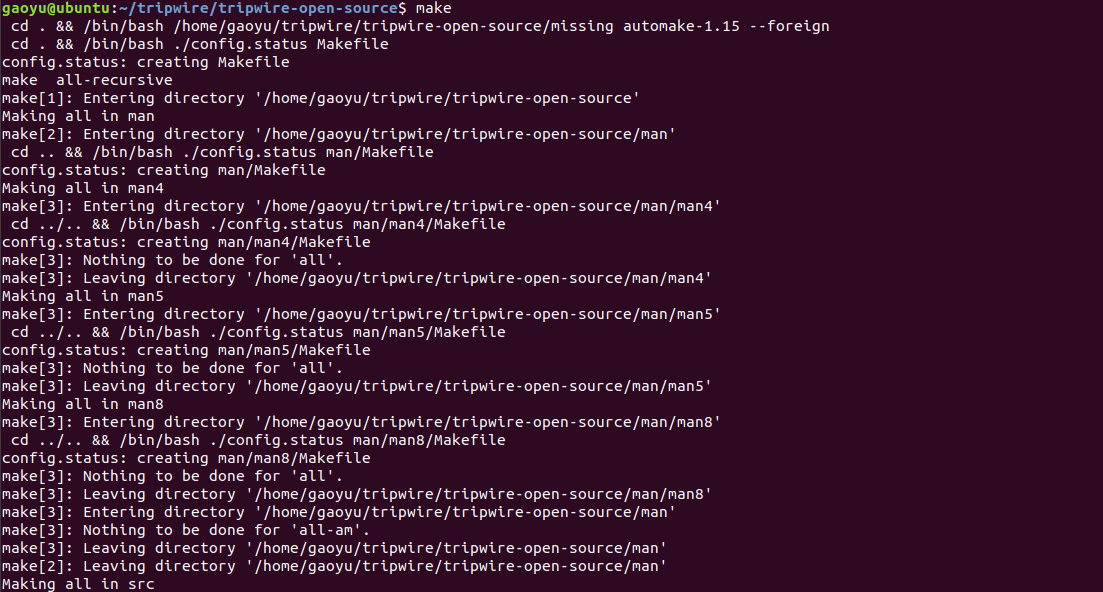 gaoyu@ubuntu:~/tripwire/tripwire-open-source$ make
 cd . && /bin/bash /home/gaoyu/tripwire/tripwire-open-source/missing automake-1.15 --foreign
 cd . && /bin/bash ./config.status Makefile
config.status: creating Makefile
make  all-recursive
make[1]: Entering directory '/home/gaoyu/tripwire/tripwire-open-source'
Making all in man
make[2]: Entering directory '/home/gaoyu/tripwire/tripwire-open-source/man'
 cd .. && /bin/bash ./config.status man/Makefile
config.status: creating man/Makefile
Making all in man4
make[3]: Entering directory '/home/gaoyu/tripwire/tripwire-open-source/man/man4'
 cd ../.. && /bin/bash ./config.status man/man4/Makefile
config.status: creating man/man4/Makefile
make[3]: Nothing to be done for 'all'.
make[3]: Leaving directory '/home/gaoyu/tripwire/tripwire-open-source/man/man4'
Making all in man5
make[3]: Entering directory '/home/gaoyu/tripwire/tripwire-open-source/man/man5'
 cd ../.. && /bin/bash ./config.status man/man5/Makefile
config.status: creating man/man5/Makefile
make[3]: Nothing to be done for 'all'.
make[3]: Leaving directory '/home/gaoyu/tripwire/tripwire-open-source/man/man5'
Making all in man8
make[3]: Entering directory '/home/gaoyu/tripwire/tripwire-open-source/man/man8'
 cd ../.. && /bin/bash ./config.status man/man8/Makefile
config.status: creating man/man8/Makefile
make[3]: Nothing to be done for 'all'.
make[3]: Leaving directory '/home/gaoyu/tripwire/tripwire-open-source/man/man8'
make[3]: Entering directory '/home/gaoyu/tripwire/tripwire-open-source/man'
make[3]: Nothing to be done for 'all-am'.
make[3]: Leaving directory '/home/gaoyu/tripwire/tripwire-open-source/man'
make[2]: Leaving directory '/home/gaoyu/tripwire/tripwire-open-source/man'
Making all in src